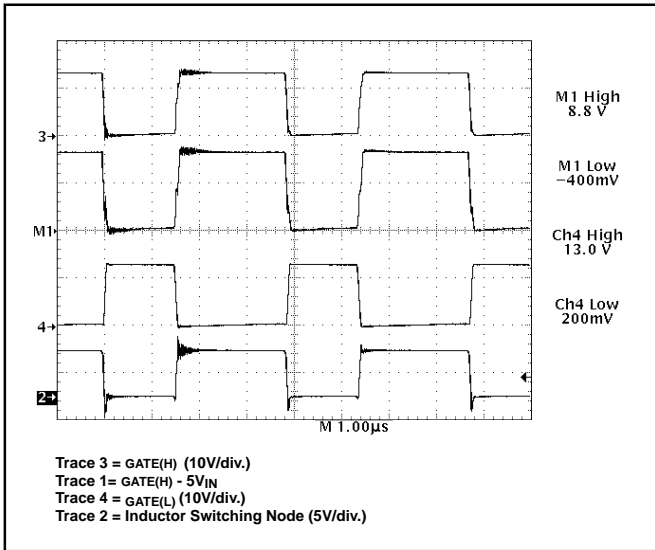 M1 High
8.8 V
3
M1 Low
−400mV
M1
Ch4 High
13.0 V
4
Ch4 Low
200mV
2
M 1.00µs
Trace 3 = GATE(H) (10V/div.)
Trace 1= GATE(H) - 5VIN
Trace 4 = GATE(L) (10V/div.)
Trace 2 = Inductor Switching Node (5V/div.)